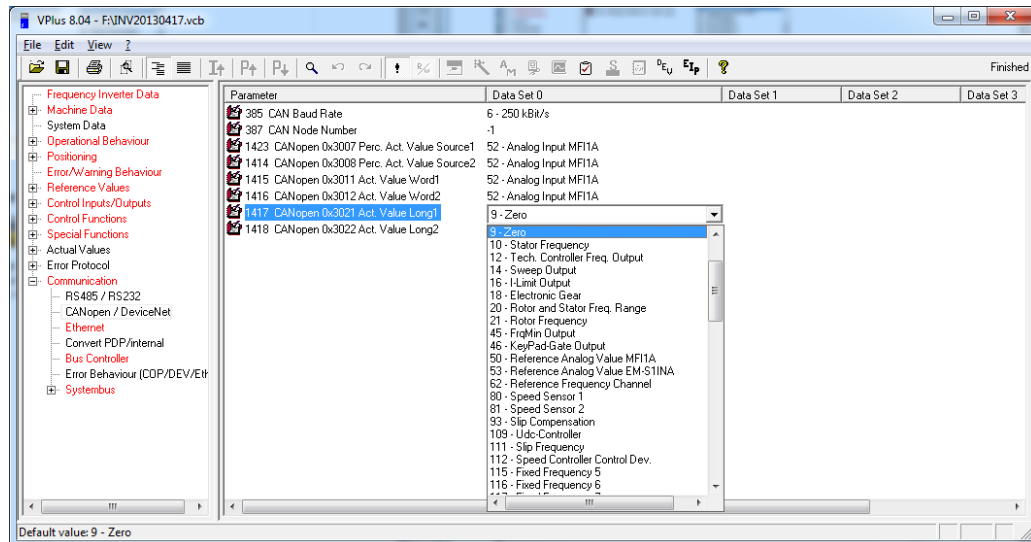 VPlus 8.04 - F:\INV20130417.vcb
File Edit View ?
Finished
Frequency Inverter Data
Machine Data
System Data
Operational Behaviour
Positioning
Error/Warning Behaviour
Reference Values
Control Inputs/Outputs
Control Functions
Special Functions
Actual Values
Error Protocol
Communication
RS485 / RS232
CANopen / DeviceNet
Ethernet
Convert PDP/internal
Bus Controller
Error Behaviour (COP/DEV/Eth
Systembus
Parameter Data Set 0 Data Set 1 Data Set 2 Data Set 3
385 CAN Baud Rate 6 - 250 kBit/s
387 CAN Node Number -1
1423 CANopen 0x3007 Perc. Act. Value Source1 52 - Analog Input MFI1A
1414 CANopen 0x3008 Perc. Act. Value Source2 52 - Analog Input MFI1A
1415 CANopen 0x3011 Act. Value Word1 52 - Analog Input MFI1A
1416 CANopen 0x3012 Act. Value Word2 52 - Analog Input MFI1A
1417 CANopen 0x3021 Act. Value Long1 9 - Zero
1418 CANopen 0x3022 Act. Value Long2
9 - Zero
10 - Stator Frequency
12 - Tech. Controller Freq. Output
14 - Sweep Output
16 - I-Limit Output
18 - Electronic Gear
20 - Rotor and Stator Freq. Range
21 - Rotor Frequency
45 - FrqMin Output
46 - KeyPad-Gate Output
50 - Reference Analog Value MFI1A
53 - Reference Analog Value EM-S1INA
62 - Reference Frequency Channel
80 - Speed Sensor 1
81 - Speed Sensor 2
93 - Slip Compensation
109 - Udc-Controller
111 - Slip Frequency
112 - Speed Controller Control Dev.
115 - Fixed Frequency 5
116 - Fixed Frequency 6
Default value: 9 - Zero